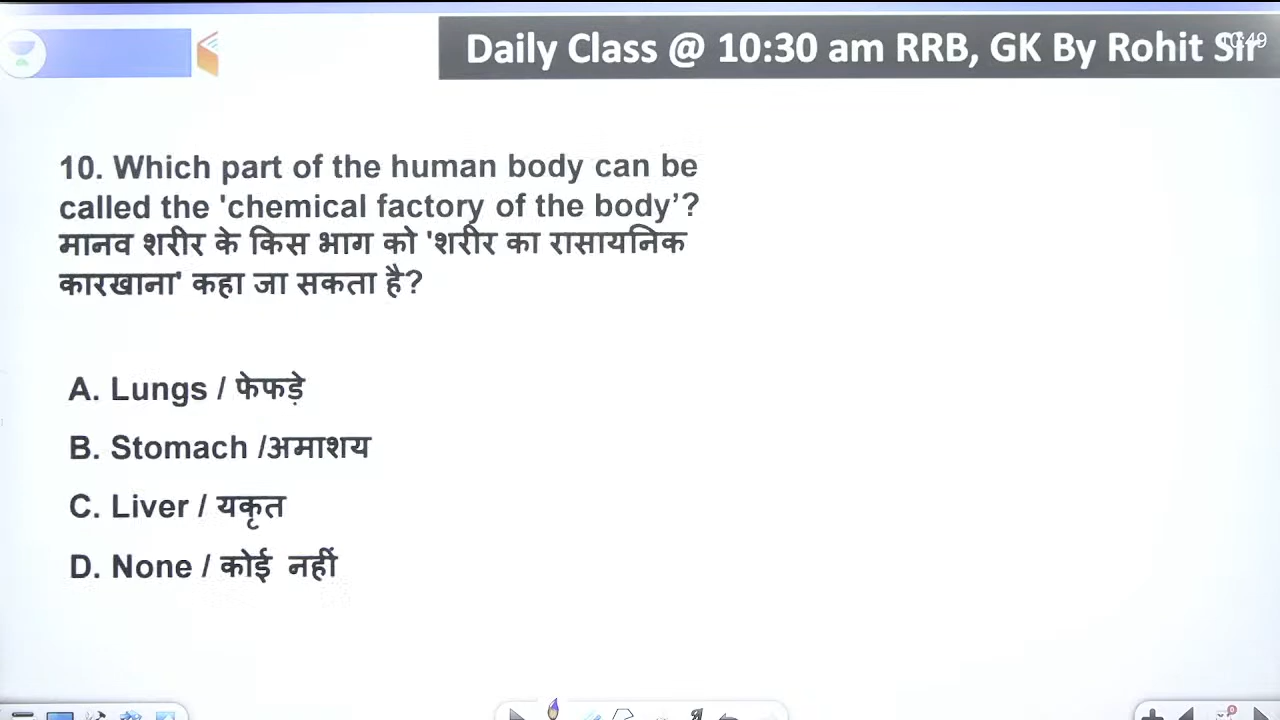 Daily Class @ 10:30 am RRB, GK By Rohit Sir
10:49
10. Which part of the human body can be
called the 'chemical factory of the body’?
मानव शरीर के किस भाग को 'शरीर का रासायनिक
कारखाना' कहा जा सकता है?
A. Lungs / फेफड़े
B. Stomach /अमाशय
C. Liver / यकृत
D. None / कोई नहीं